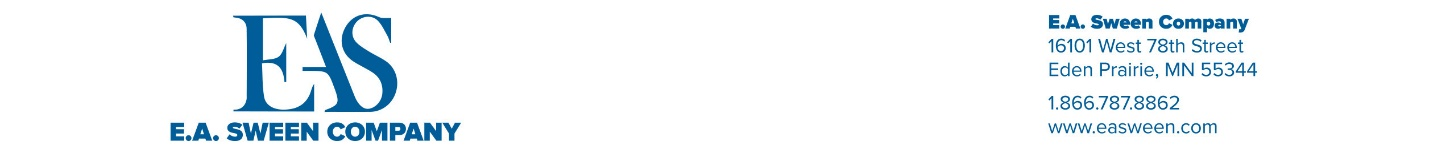 EAS
E.A. SWEEN COMPANY
E.A. Sween Company
16101 West 78th Street
Eden Prairie, MN 55344
1.866.787.8862
www.easween.com